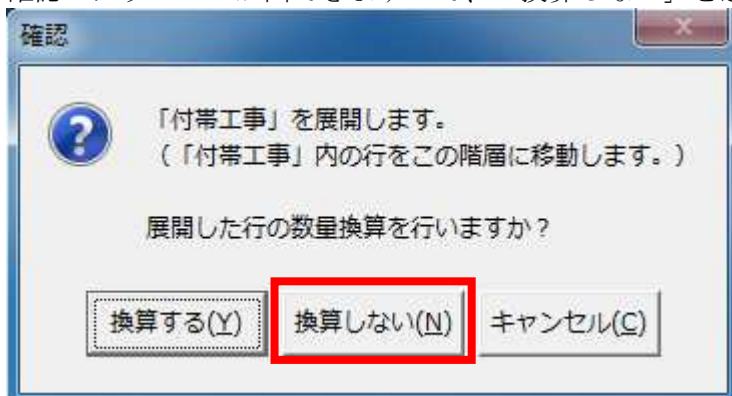 確認
「付帯工事」を展開します。
（「付帯工事」内の行をこの階層に移動します。）
展開した行の数量換算を行いますか？
換算する(Y) 換算しない(N) キャンセル(C)